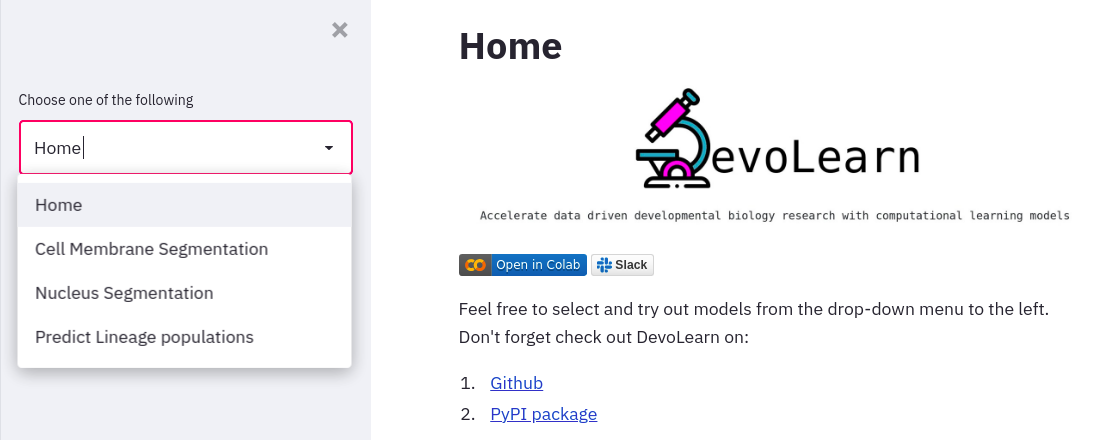 Choose one of the following
Home
Home
Cell Membrane Segmentation
Nucleus Segmentation
Predict Lineage populations
Home
evoLearn
Accelerate data driven developmental biology research with computational learning models
Open in Colab Slack
Feel free to select and try out models from the drop-down menu to the left.
Don't forget check out DevoLearn on:
1. Github
2. PyPI package